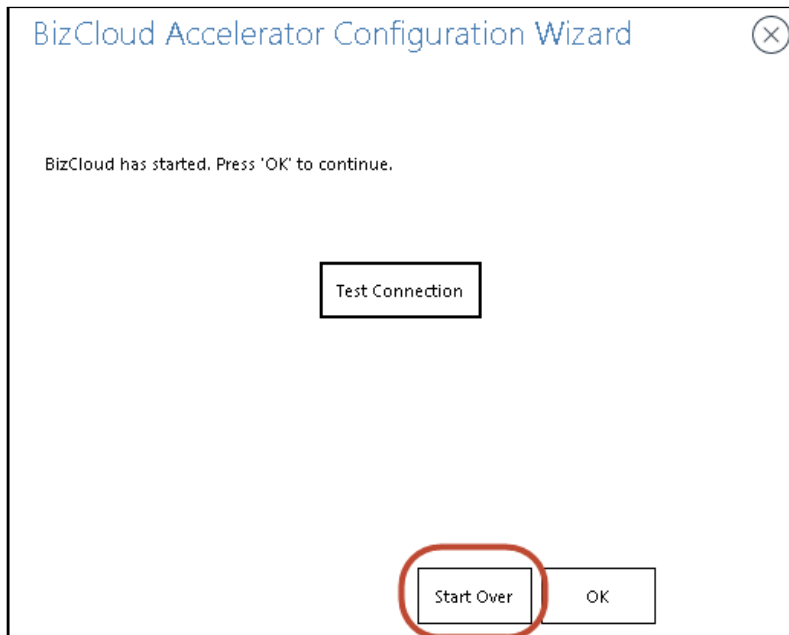 BizCloud Accelerator Configuration Wizard
BizCloud has started. Press 'OK' to continue.
Test Connection
Start Over
OK